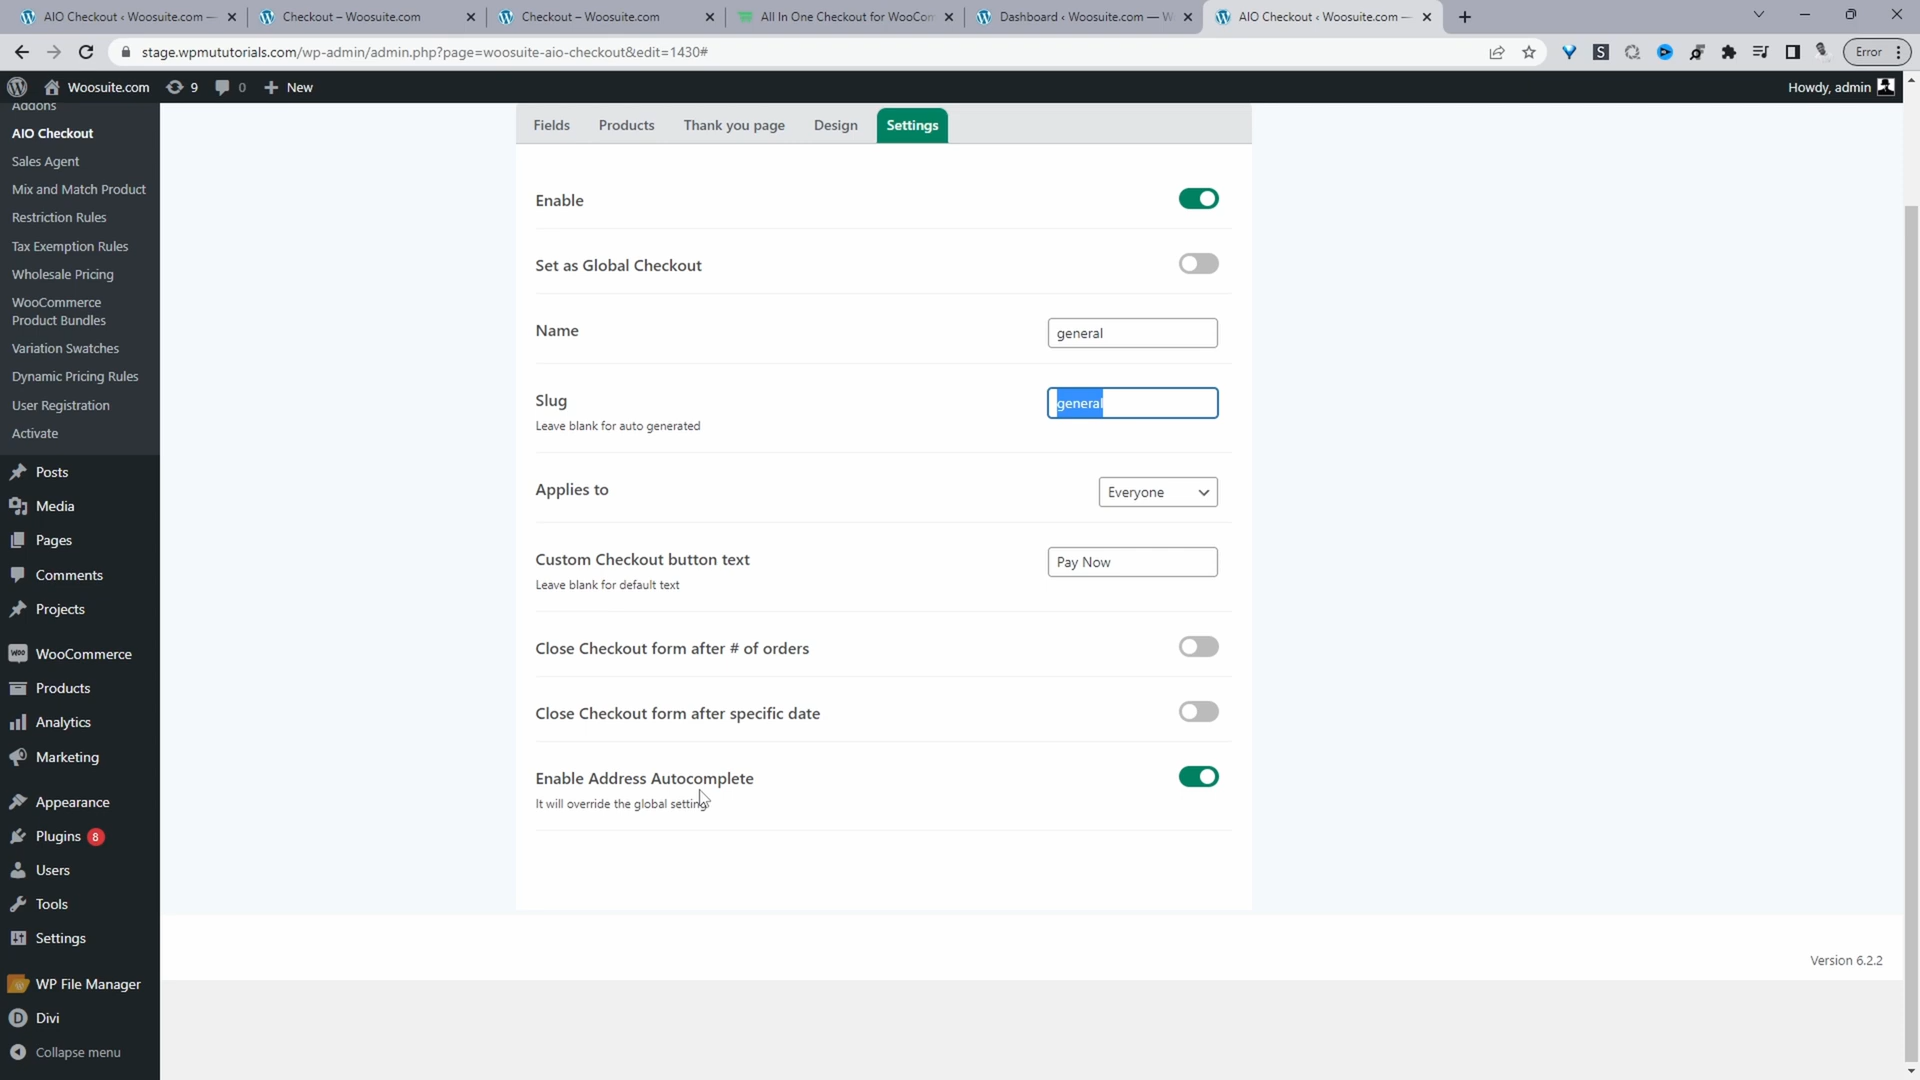 AIO Checkout ‹ Woosuite.com —
Checkout – Woosuite.com
Checkout – Woosuite.com
All In One Checkout for WooCom
Dashboard ‹ Woosuite.com — W
AIO Checkout ‹ Woosuite.com —
stage.wpmututorials.com/wp-admin/admin.php?page=woosuite-aio-checkout&edit=1430#
Error
Woosuite.com
9
0
New
Howdy, admin
Addons
AIO Checkout
Sales Agent
Mix and Match Product
Restriction Rules
Tax Exemption Rules
Wholesale Pricing
WooCommerce
Product Bundles
Variation Swatches
Dynamic Pricing Rules
User Registration
Activate
Posts
Media
Pages
Comments
Projects
WooCommerce
Products
Analytics
Marketing
Appearance
Plugins 8
Users
Tools
Settings
WP File Manager
Divi
Collapse menu
Fields
Products
Thank you page
Design
Settings
Enable
Set as Global Checkout
Name
general
Slug
general
Leave blank for auto generated
Applies to
Everyone
Custom Checkout button text
Pay Now
Leave blank for default text
Close Checkout form after # of orders
Close Checkout form after specific date
Enable Address Autocomplete
It will override the global settings
Version 6.2.2